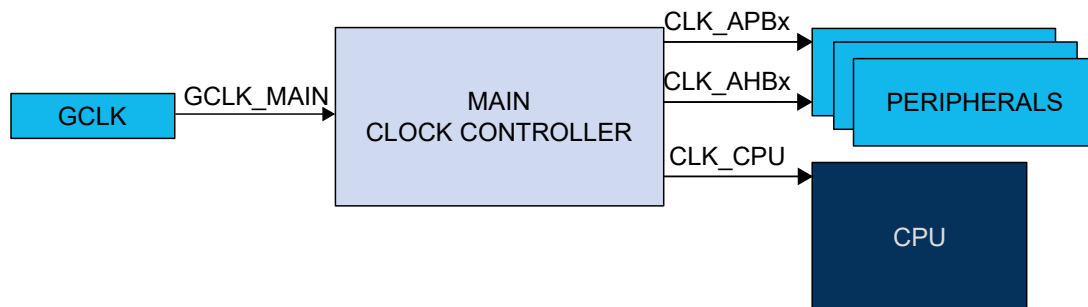 GCLK
GCLK_MAIN
MAIN
CLOCK CONTROLLER
CLK_APBx
CLK_AHBx
CLK_CPU
PERIPHERALS
CPU